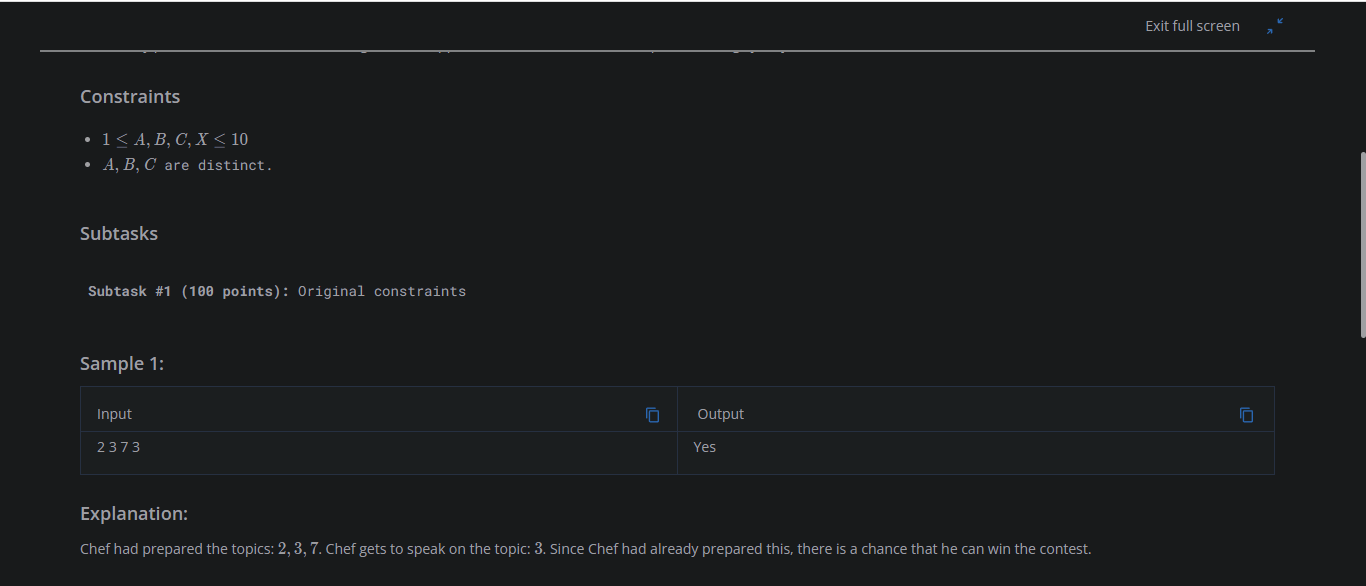 Exit full screen
Constraints
• 1 ≤ A, B, C, X ≤ 10
• A, B, C are distinct.
Subtasks
Subtask #1 (100 points): Original constraints
Sample 1:
Input Output
2 3 7 3 Yes
Explanation:
Chef had prepared the topics: 2, 3, 7. Chef gets to speak on the topic: 3. Since Chef had already prepared this, there is a chance that he can win the contest.